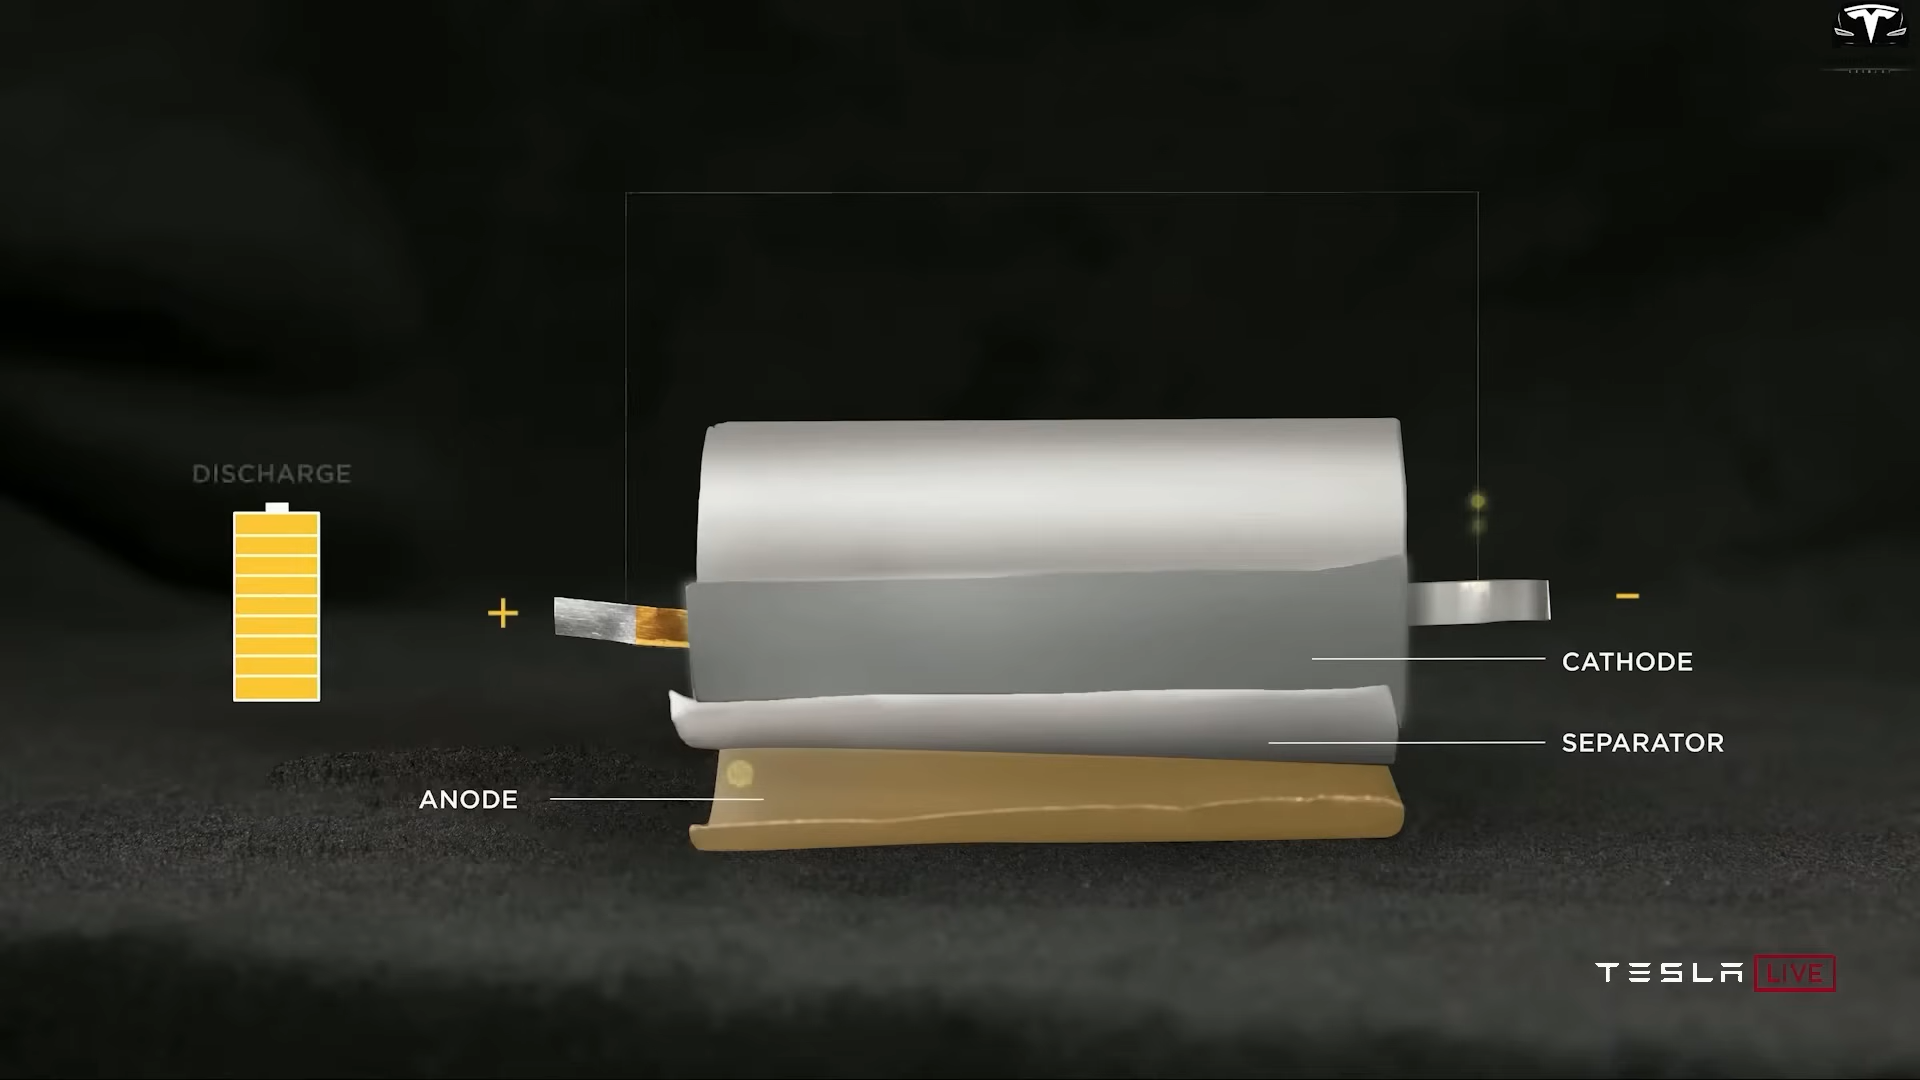 DISCHARGE
+
−
CATHODE
SEPARATOR
ANODE
TESLA LIVE